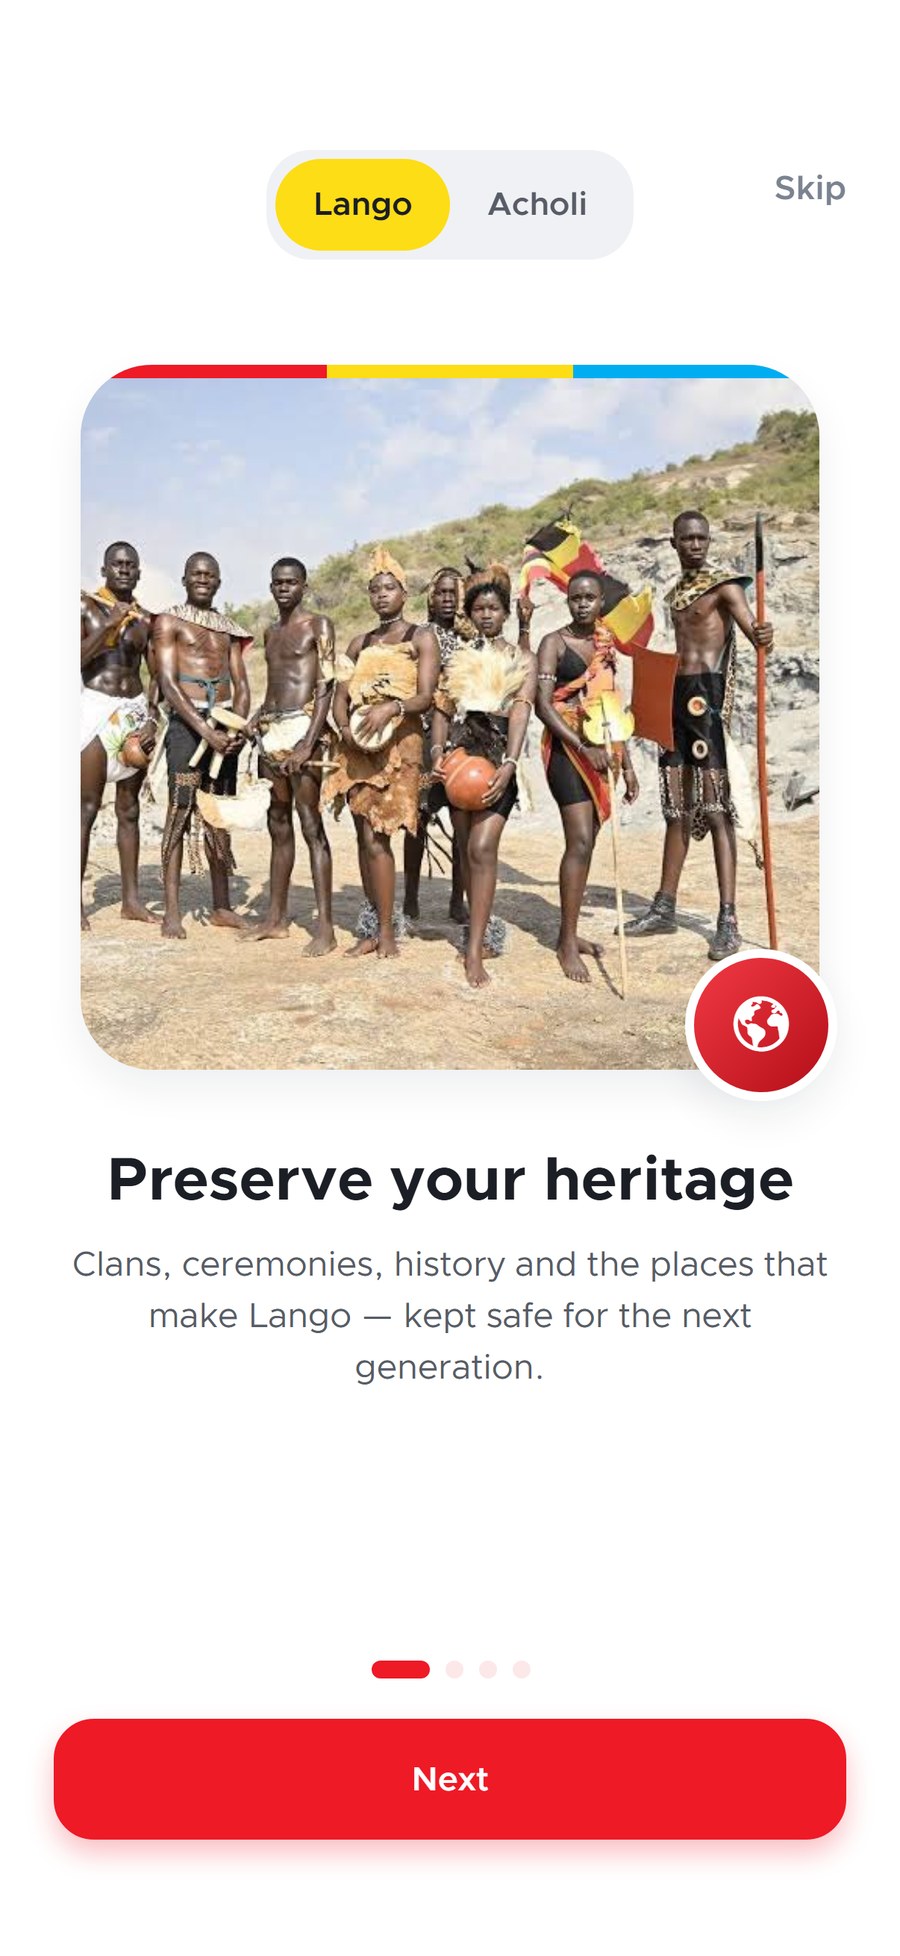 Lango
Acholi
Skip
Preserve your heritage
Clans, ceremonies, history and the places that
make Lango — kept safe for the next
generation.
Next